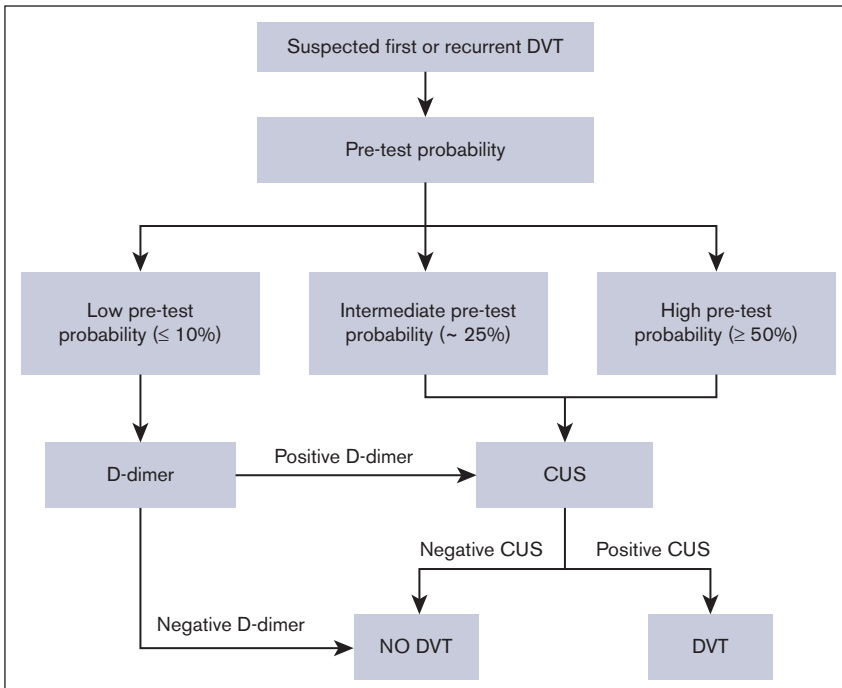 Suspected first or recurrent DVT
Pre-test probability
Low pre-test
probability (≤ 10%)
Intermediate pre-test
probability (~ 25%)
High pre-test
probability (≥ 50%)
D-dimer
Positive D-dimer
CUS
Negative CUS
Positive CUS
Negative D-dimer
NO DVT
DVT